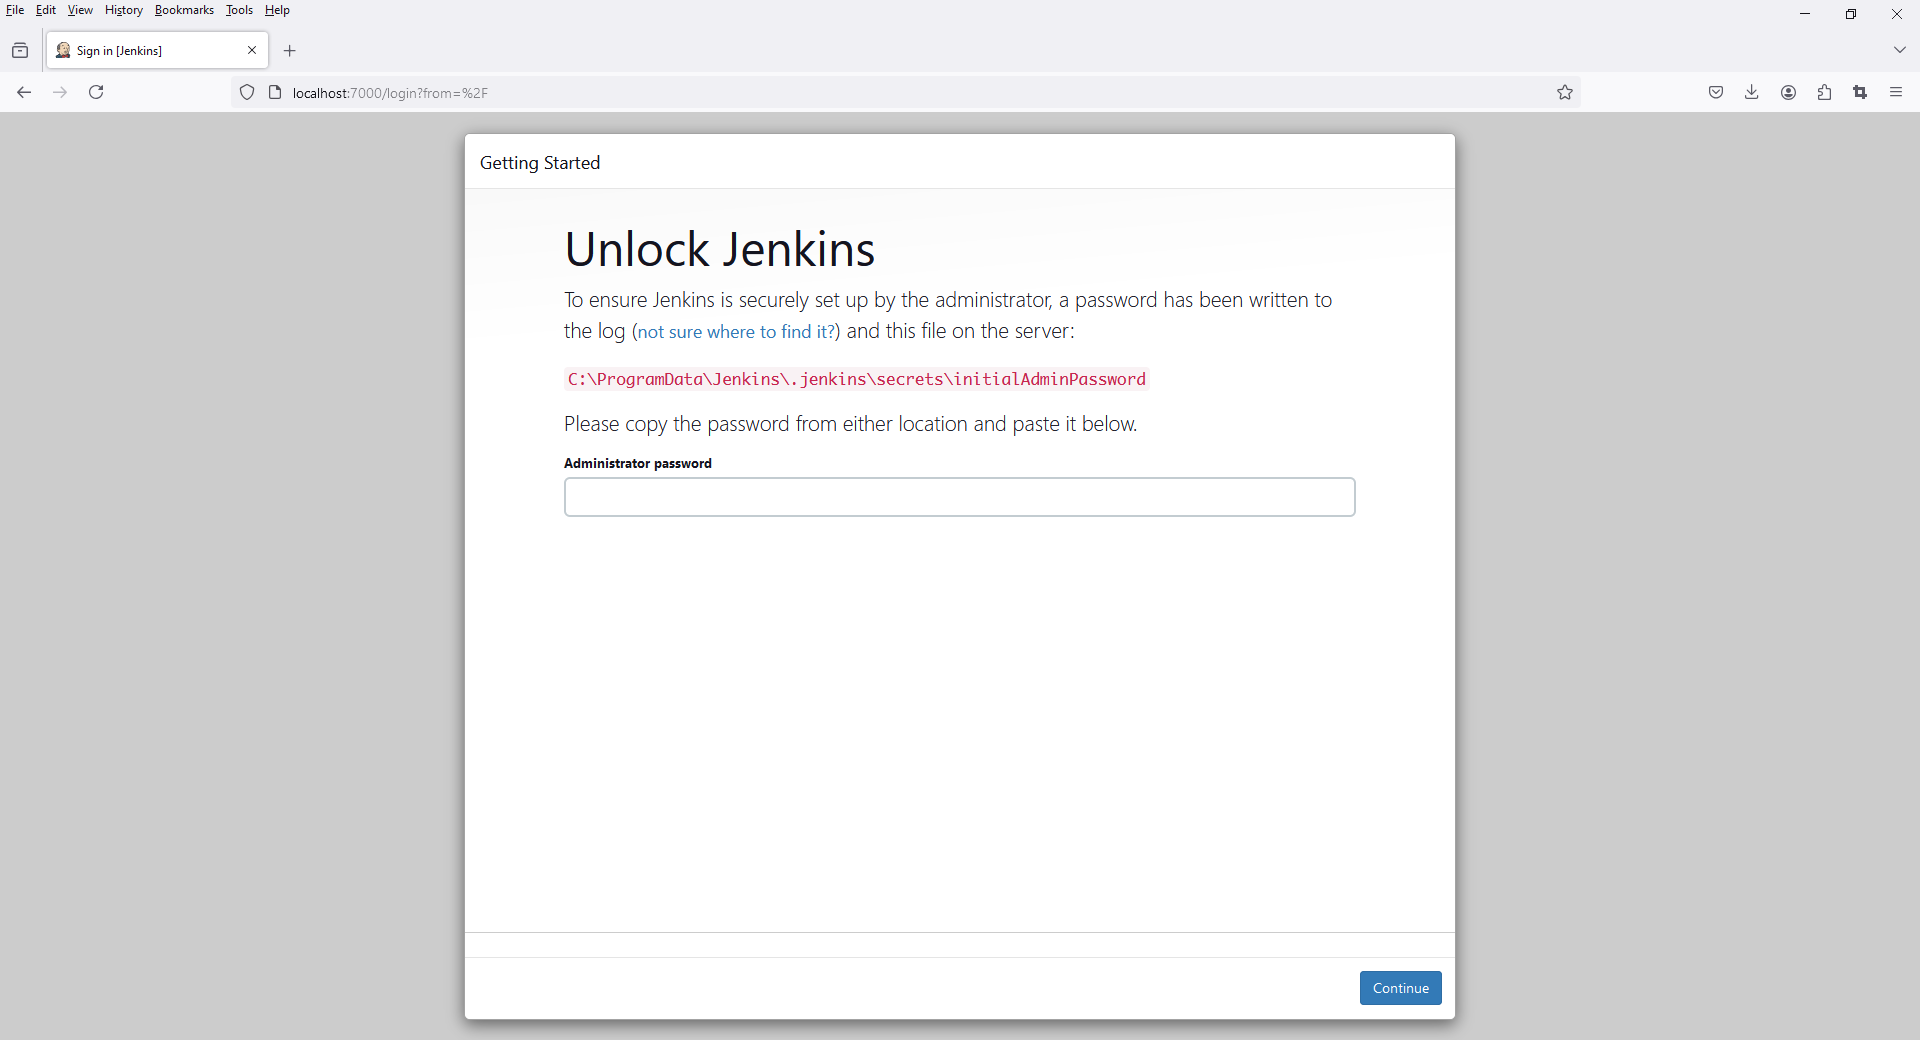 File Edit View History Bookmarks Tools Help
Sign in [Jenkins]
localhost:7000/login?from=%2F
Getting Started
Unlock Jenkins
To ensure Jenkins is securely set up by the administrator, a password has been written to
the log (not sure where to find it?) and this file on the server:
C:\ProgramData\Jenkins\.jenkins\secrets\initialAdminPassword
Please copy the password from either location and paste it below.
Administrator password
Continue